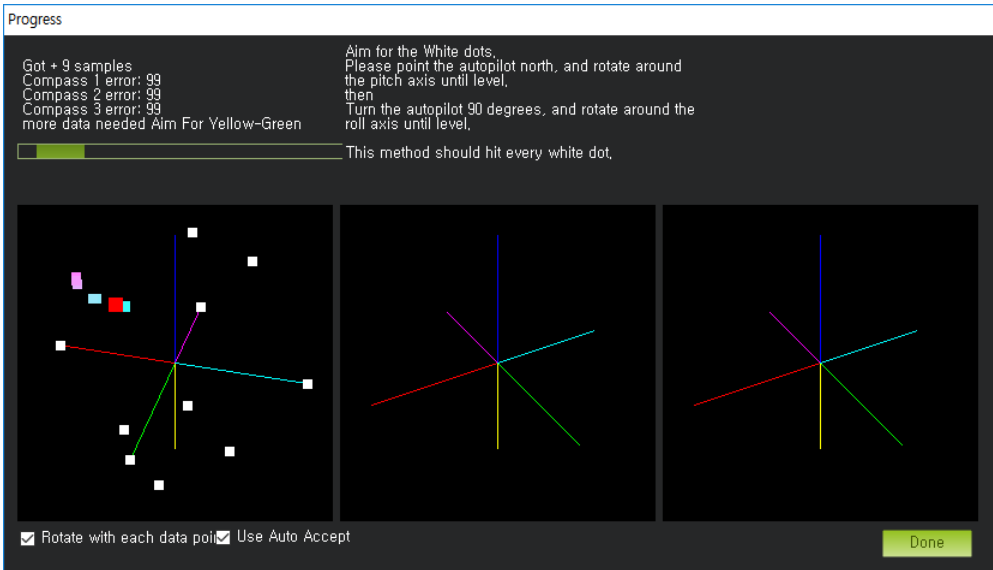 Progress
Got + 9 samples
Compass 1 error: 99
Compass 2 error: 99
Compass 3 error: 99
more data needed Aim For Yellow-Green
Aim for the White dots,
Please point the autopilot north, and rotate around
the pitch axis until level,
then
Turn the autopilot 90 degrees, and rotate around the
roll axis until level,
This method should hit every white dot,
Rotate with each data poi
Use Auto Accept
Done